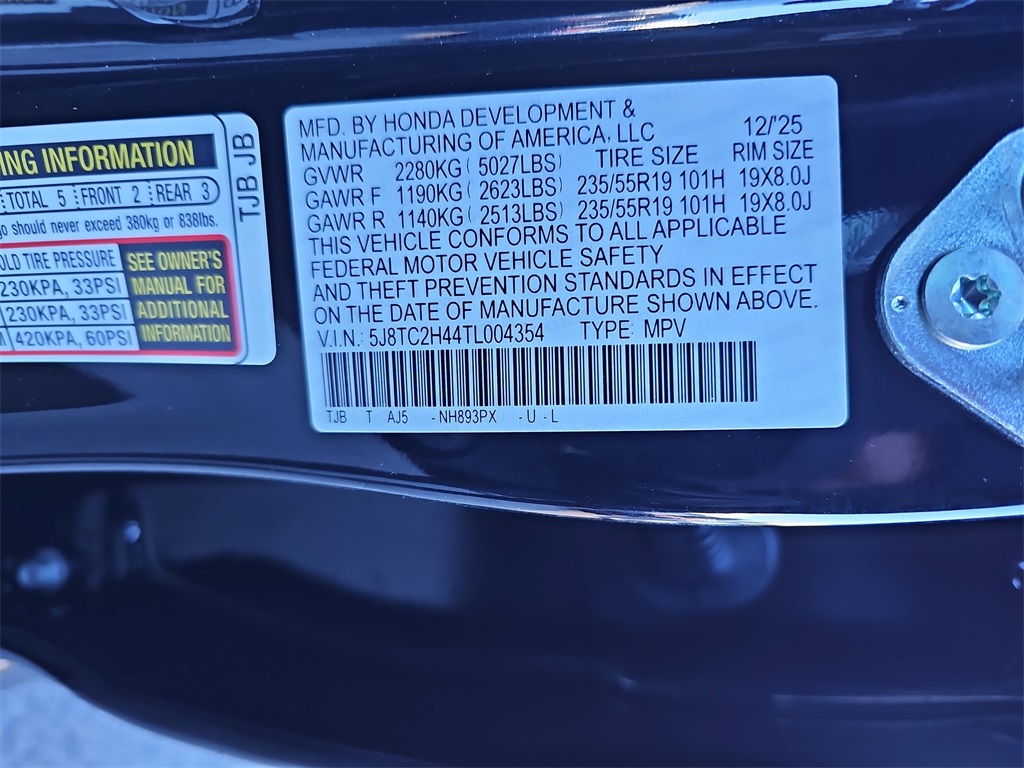 ING INFORMATION
TOTAL 5 FRONT 2 REAR 3
go should never exceed 380kg or 838lbs.
OLD TIRE PRESSURE
230KPA, 33PSI
230KPA, 33PSI
420KPA, 60PSI
SEE OWNER'S
MANUAL FOR
ADDITIONAL
INFORMATION
TJB JB
MFD. BY HONDA DEVELOPMENT &
MANUFACTURING OF AMERICA, LLC 12/'25
GVWR 2280KG ( 5027LBS) TIRE SIZE RIM SIZE
GAWR F 1190KG ( 2623LBS) 235/55R19 101H 19X8.0J
GAWR R 1140KG ( 2513LBS) 235/55R19 101H 19X8.0J
THIS VEHICLE CONFORMS TO ALL APPLICABLE
FEDERAL MOTOR VEHICLE SAFETY
AND THEFT PREVENTION STANDARDS IN EFFECT
ON THE DATE OF MANUFACTURE SHOWN ABOVE.
V.I.N.: 5J8TC2H44TL004354 TYPE: MPV
TJB T AJ5 -NH893PX -U -L